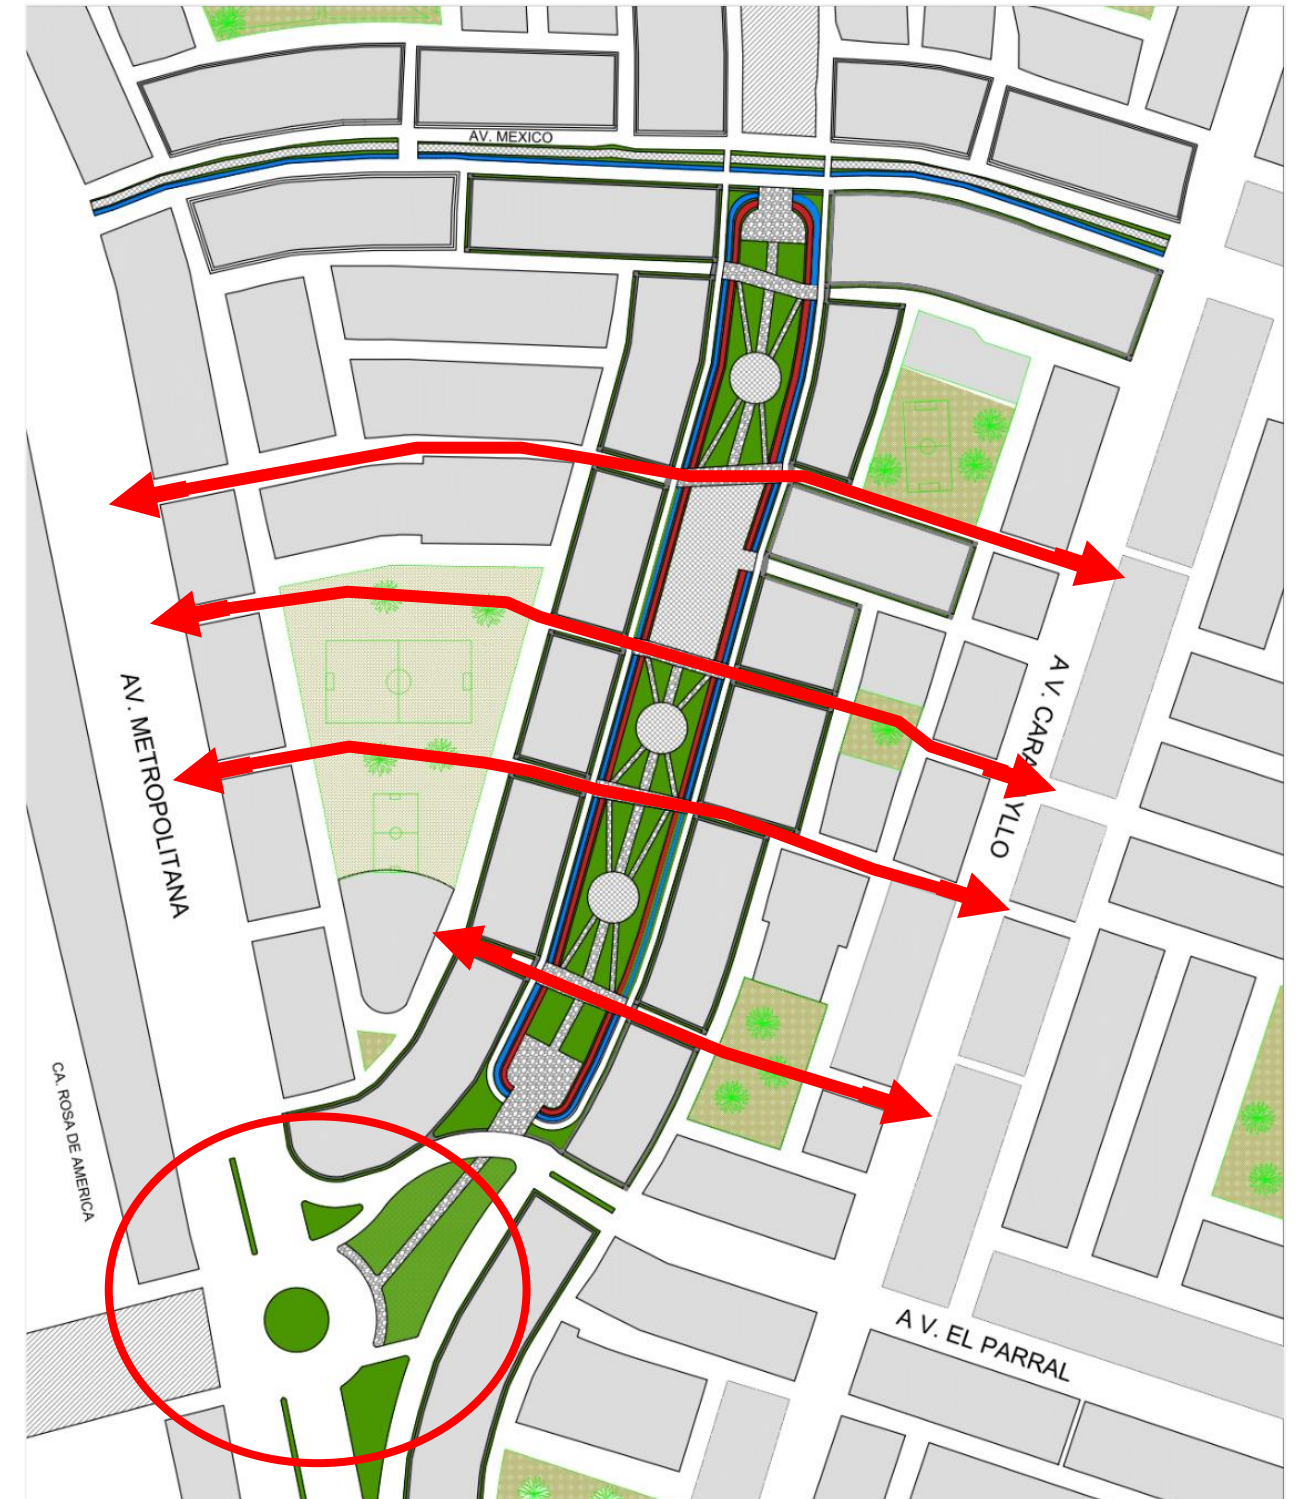 AV. MEXICO
AV. METROPOLITANA
A V. CARA YLLO
CA. ROSA DE AMERICA
A V. EL PARRAL